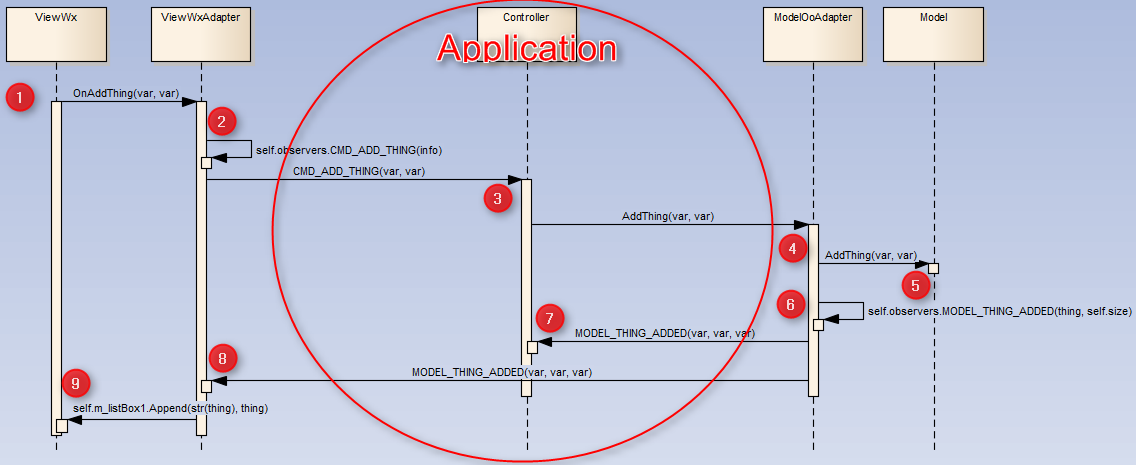 ViewWx
ViewWxAdapter
Controller
ModelOoAdapter
Model
Application
1
OnAddThing(var, var)
2
self.observers.CMD_ADD_THING(info)
CMD_ADD_THING(var, var)
3
AddThing(var, var)
4
AddThing(var, var)
5
6
self.observers.MODEL_THING_ADDED(thing, self.size)
7
MODEL_THING_ADDED(var, var, var)
8
MODEL_THING_ADDED(var, var, var)
9
self.m_listBox1.Append(str(thing), thing)